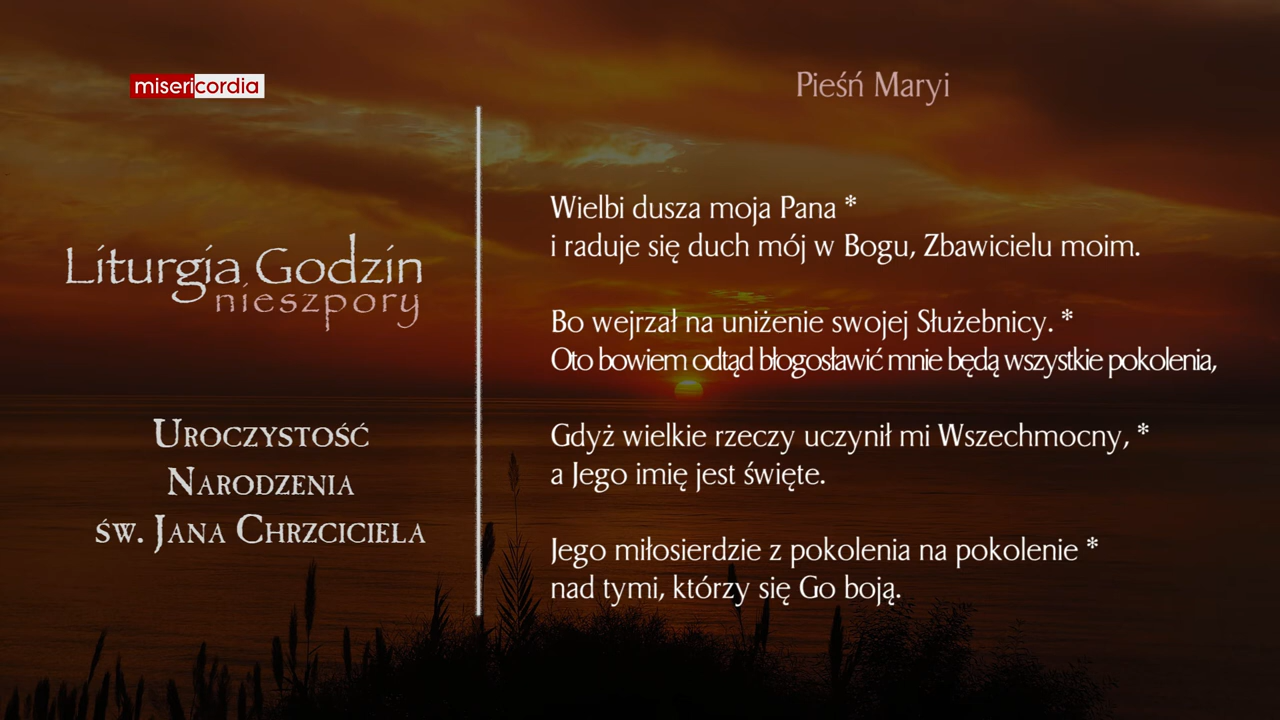 misericordia
Liturgia Godzin
nieszpory
Uroczystość
Narodzenia
św. Jana Chrzciciela
Pieśń Maryi
Wielbi dusza moja Pana *
i raduje się duch mój w Bogu, Zbawicielu moim.
Bo wejrzał na uniżenie swojej Służebnicy. *
Oto bowiem odtąd błogosławić mnie będą wszystkie pokolenia,
Gdyż wielkie rzeczy uczynił mi Wszechmocny, *
a Jego imię jest święte.
Jego miłosierdzie z pokolenia na pokolenie *
nad tymi, którzy się Go boją.